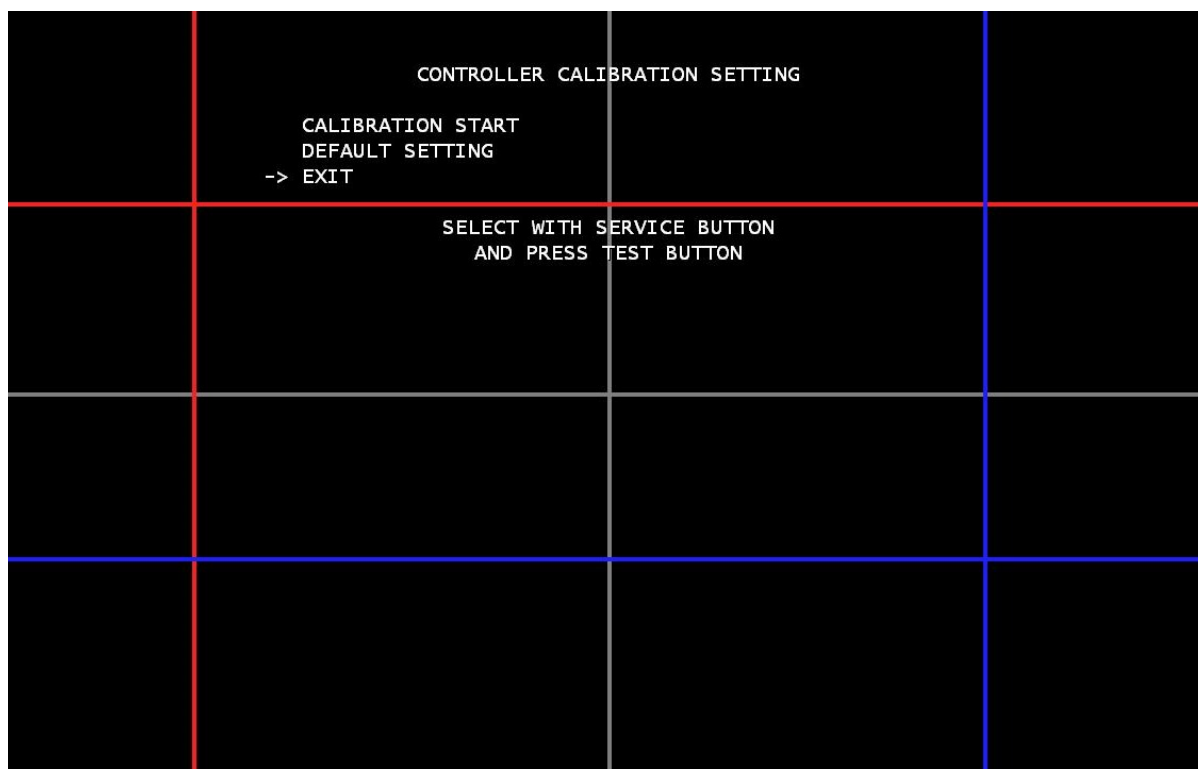 CONTROLLER CALIBRATION SETTING
CALIBRATION START
DEFAULT SETTING
-> EXIT
SELECT WITH SERVICE BUTTON
AND PRESS TEST BUTTON